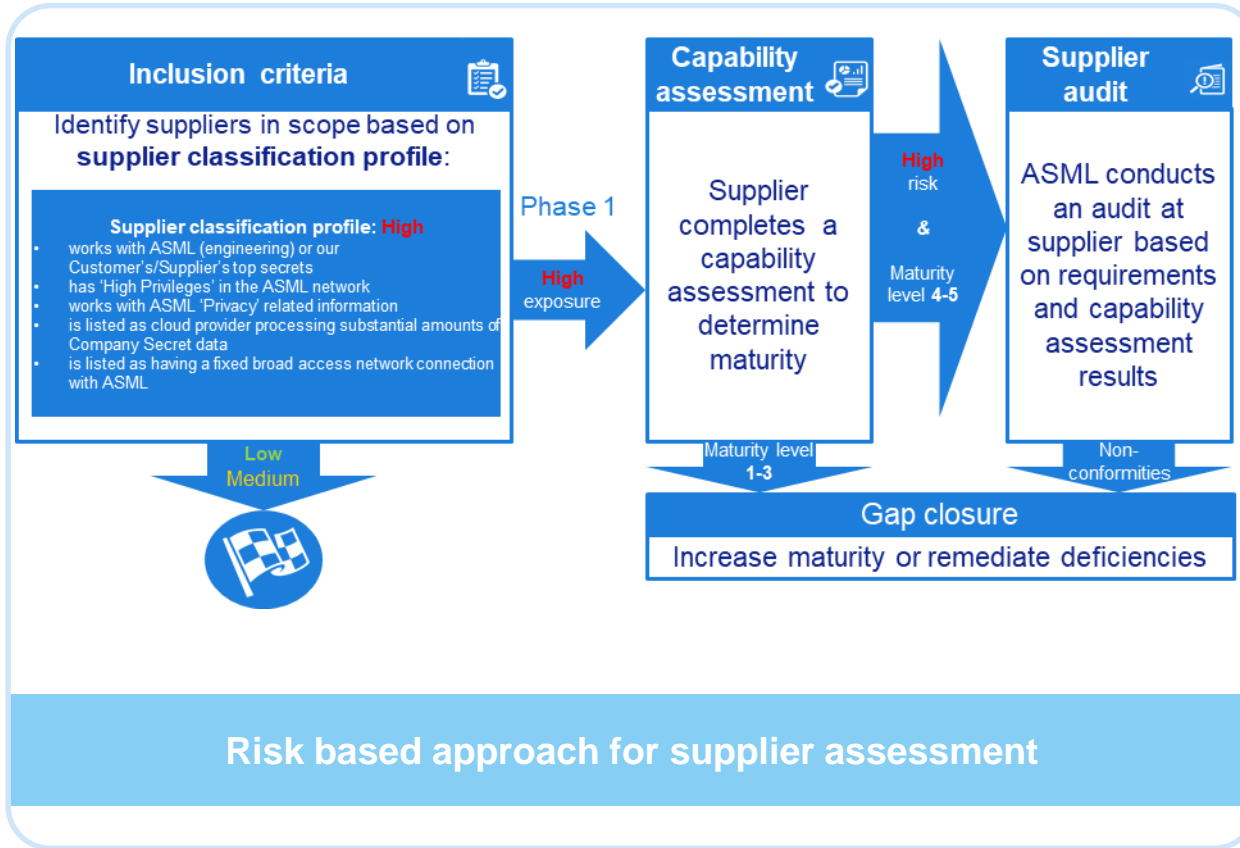 Inclusion criteria
Identify suppliers in scope based on
supplier classification profile:
Supplier classification profile: High
• works with ASML (engineering) or our
Customer's/Supplier's top secrets
• has 'High Privileges' in the ASML network
• works with ASML 'Privacy' related information
• is listed as cloud provider processing substantial amounts of
Company Secret data
• is listed as having a fixed broad access network connection
with ASML
Low
Medium
Phase 1
High
exposure
Capability
assessment
Supplier
completes a
capability
assessment to
determine
maturity
Maturity level
1-3
High
risk
&
Maturity
level 4-5
Supplier
audit
ASML conducts
an audit at
supplier based
on requirements
and capability
assessment
results
Non-
conformities
Gap closure
Increase maturity or remediate deficiencies
Risk based approach for supplier assessment